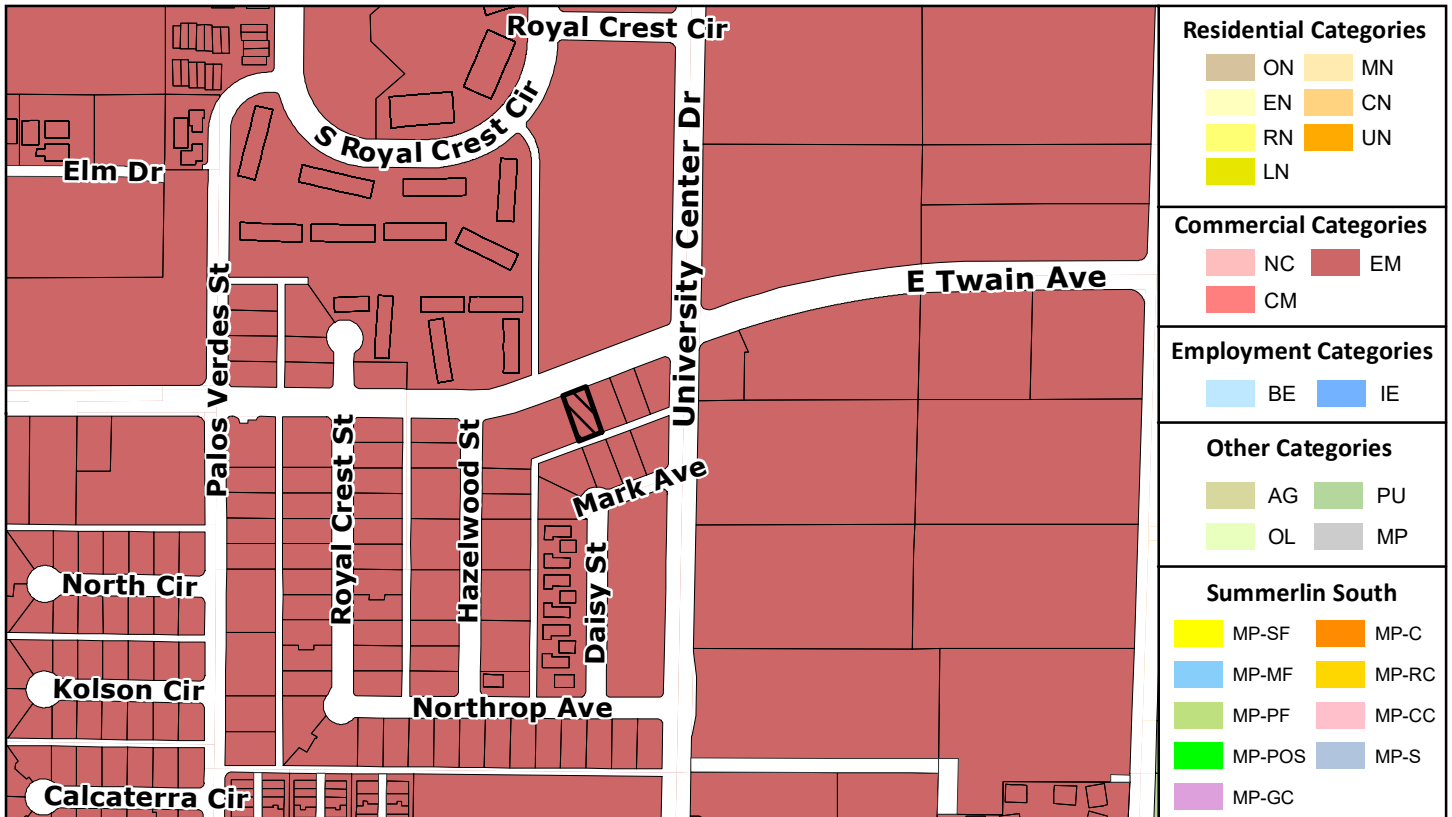 Royal Crest Cir
S Royal Crest Cir
Elm Dr
University Center Dr
E Twain Ave
Palos Verdes St
Royal Crest St
Hazelwood St
Mark Ave
Daisy St
North Cir
Kolson Cir
Northrop Ave
Calcaterra Cir
Residential Categories
ON MN
EN CN
RN UN
LN
Commercial Categories
NC EM
CM
Employment Categories
BE IE
Other Categories
AG PU
OL MP
Summerlin South
MP-SF MP-C
MP-MF MP-RC
MP-PF MP-CC
MP-POS MP-S
MP-GC